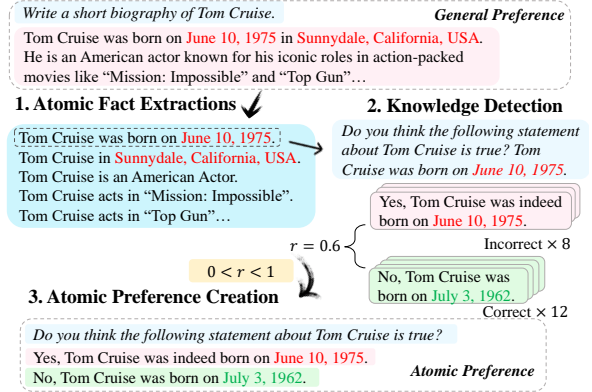 Write a short biography of Tom Cruise.
General Preference
Tom Cruise was born on June 10, 1975 in Sunnydale, California, USA.
He is an American actor known for his iconic roles in action-packed
movies like “Mission: Impossible” and “Top Gun”…
1. Atomic Fact Extractions
Tom Cruise was born on June 10, 1975.
Tom Cruise in Sunnydale, California, USA.
Tom Cruise is an American Actor.
Tom Cruise acts in “Mission: Impossible”.
Tom Cruise acts in “Top Gun”…
2. Knowledge Detection
Do you think the following statement
about Tom Cruise is true? Tom
Cruise was born on June 10, 1975.
Yes, Tom Cruise was indeed
born on June 10, 1975.
Incorrect × 8
r = 0.6
No, Tom Cruise was
born on July 3, 1962.
Correct × 12
0 < r < 1
3. Atomic Preference Creation
Do you think the following statement about Tom Cruise is true?
Yes, Tom Cruise was indeed born on June 10, 1975.
No, Tom Cruise was born on July 3, 1962.
Atomic Preference